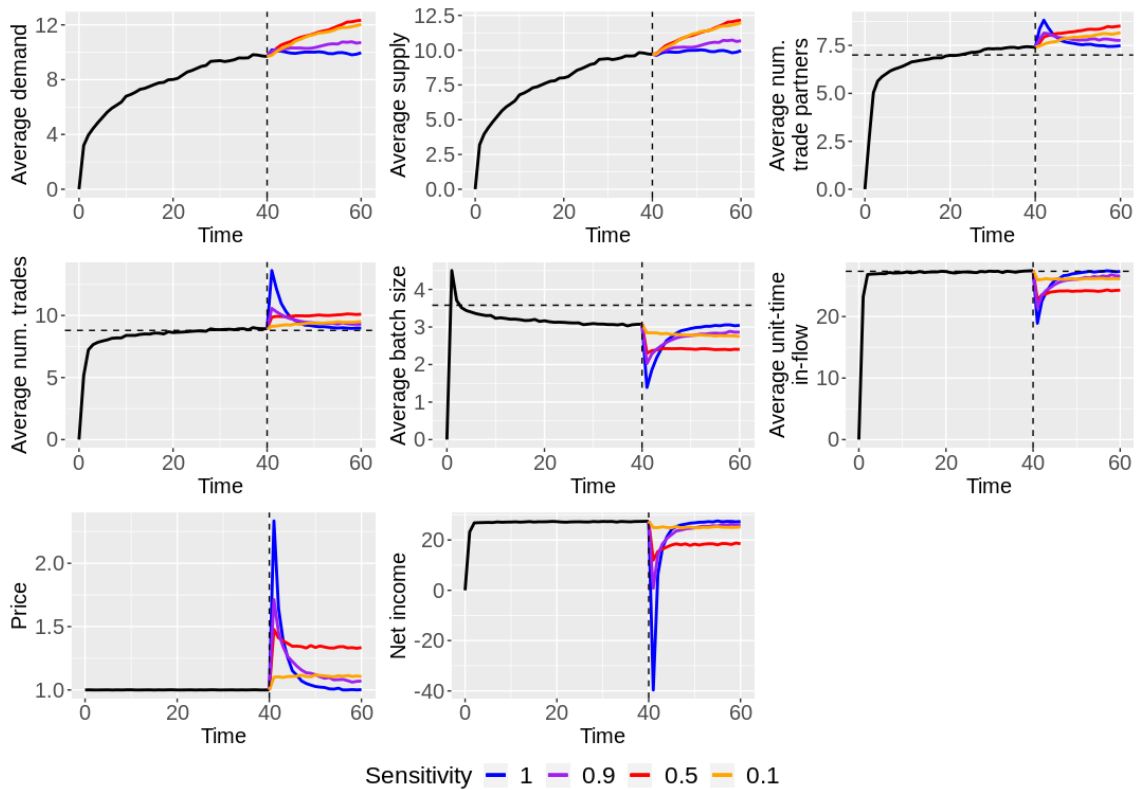 Average demand
12
8
4
0
0 20 40 60
Time
Average supply
12.5
10.0
7.5
5.0
2.5
0.0
0 20 40 60
Time
Average num.
trade partners
7.5
5.0
2.5
0.0
0 20 40 60
Time
Average num. trades
10
5
0
0 20 40 60
Time
Average batch size
4
3
2
1
0
0 20 40 60
Time
Average unit-time
in-flow
20
10
0
0 20 40 60
Time
Price
2.0
1.5
1.0
0 20 40 60
Time
Net income
20
0
-20
-40
0 20 40 60
Time
Sensitivity 1 0.9 0.5 0.1